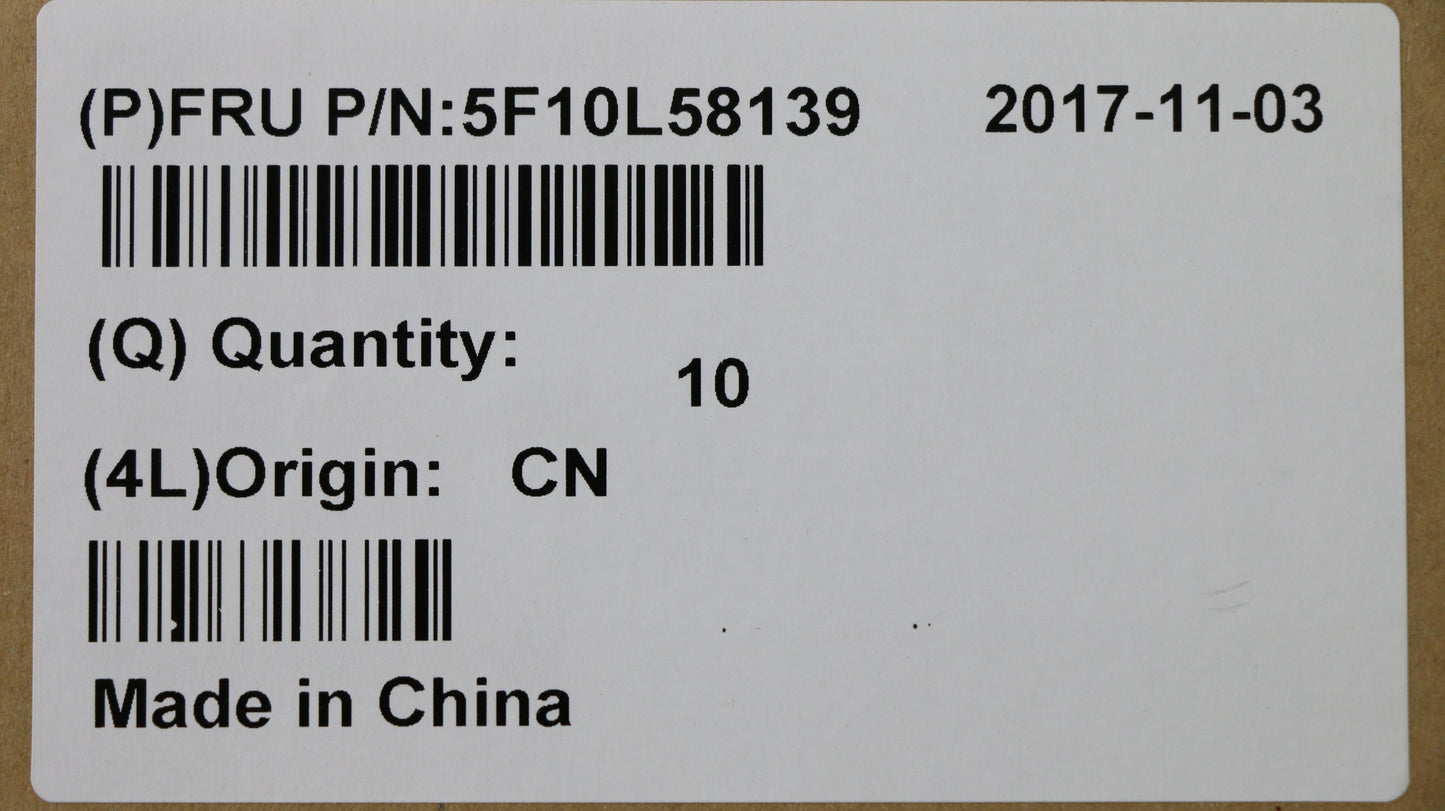 (P)FRU P/N:5F10L58139 2017-11-03
(Q) Quantity:
10
(4L)Origin: CN
Made in China